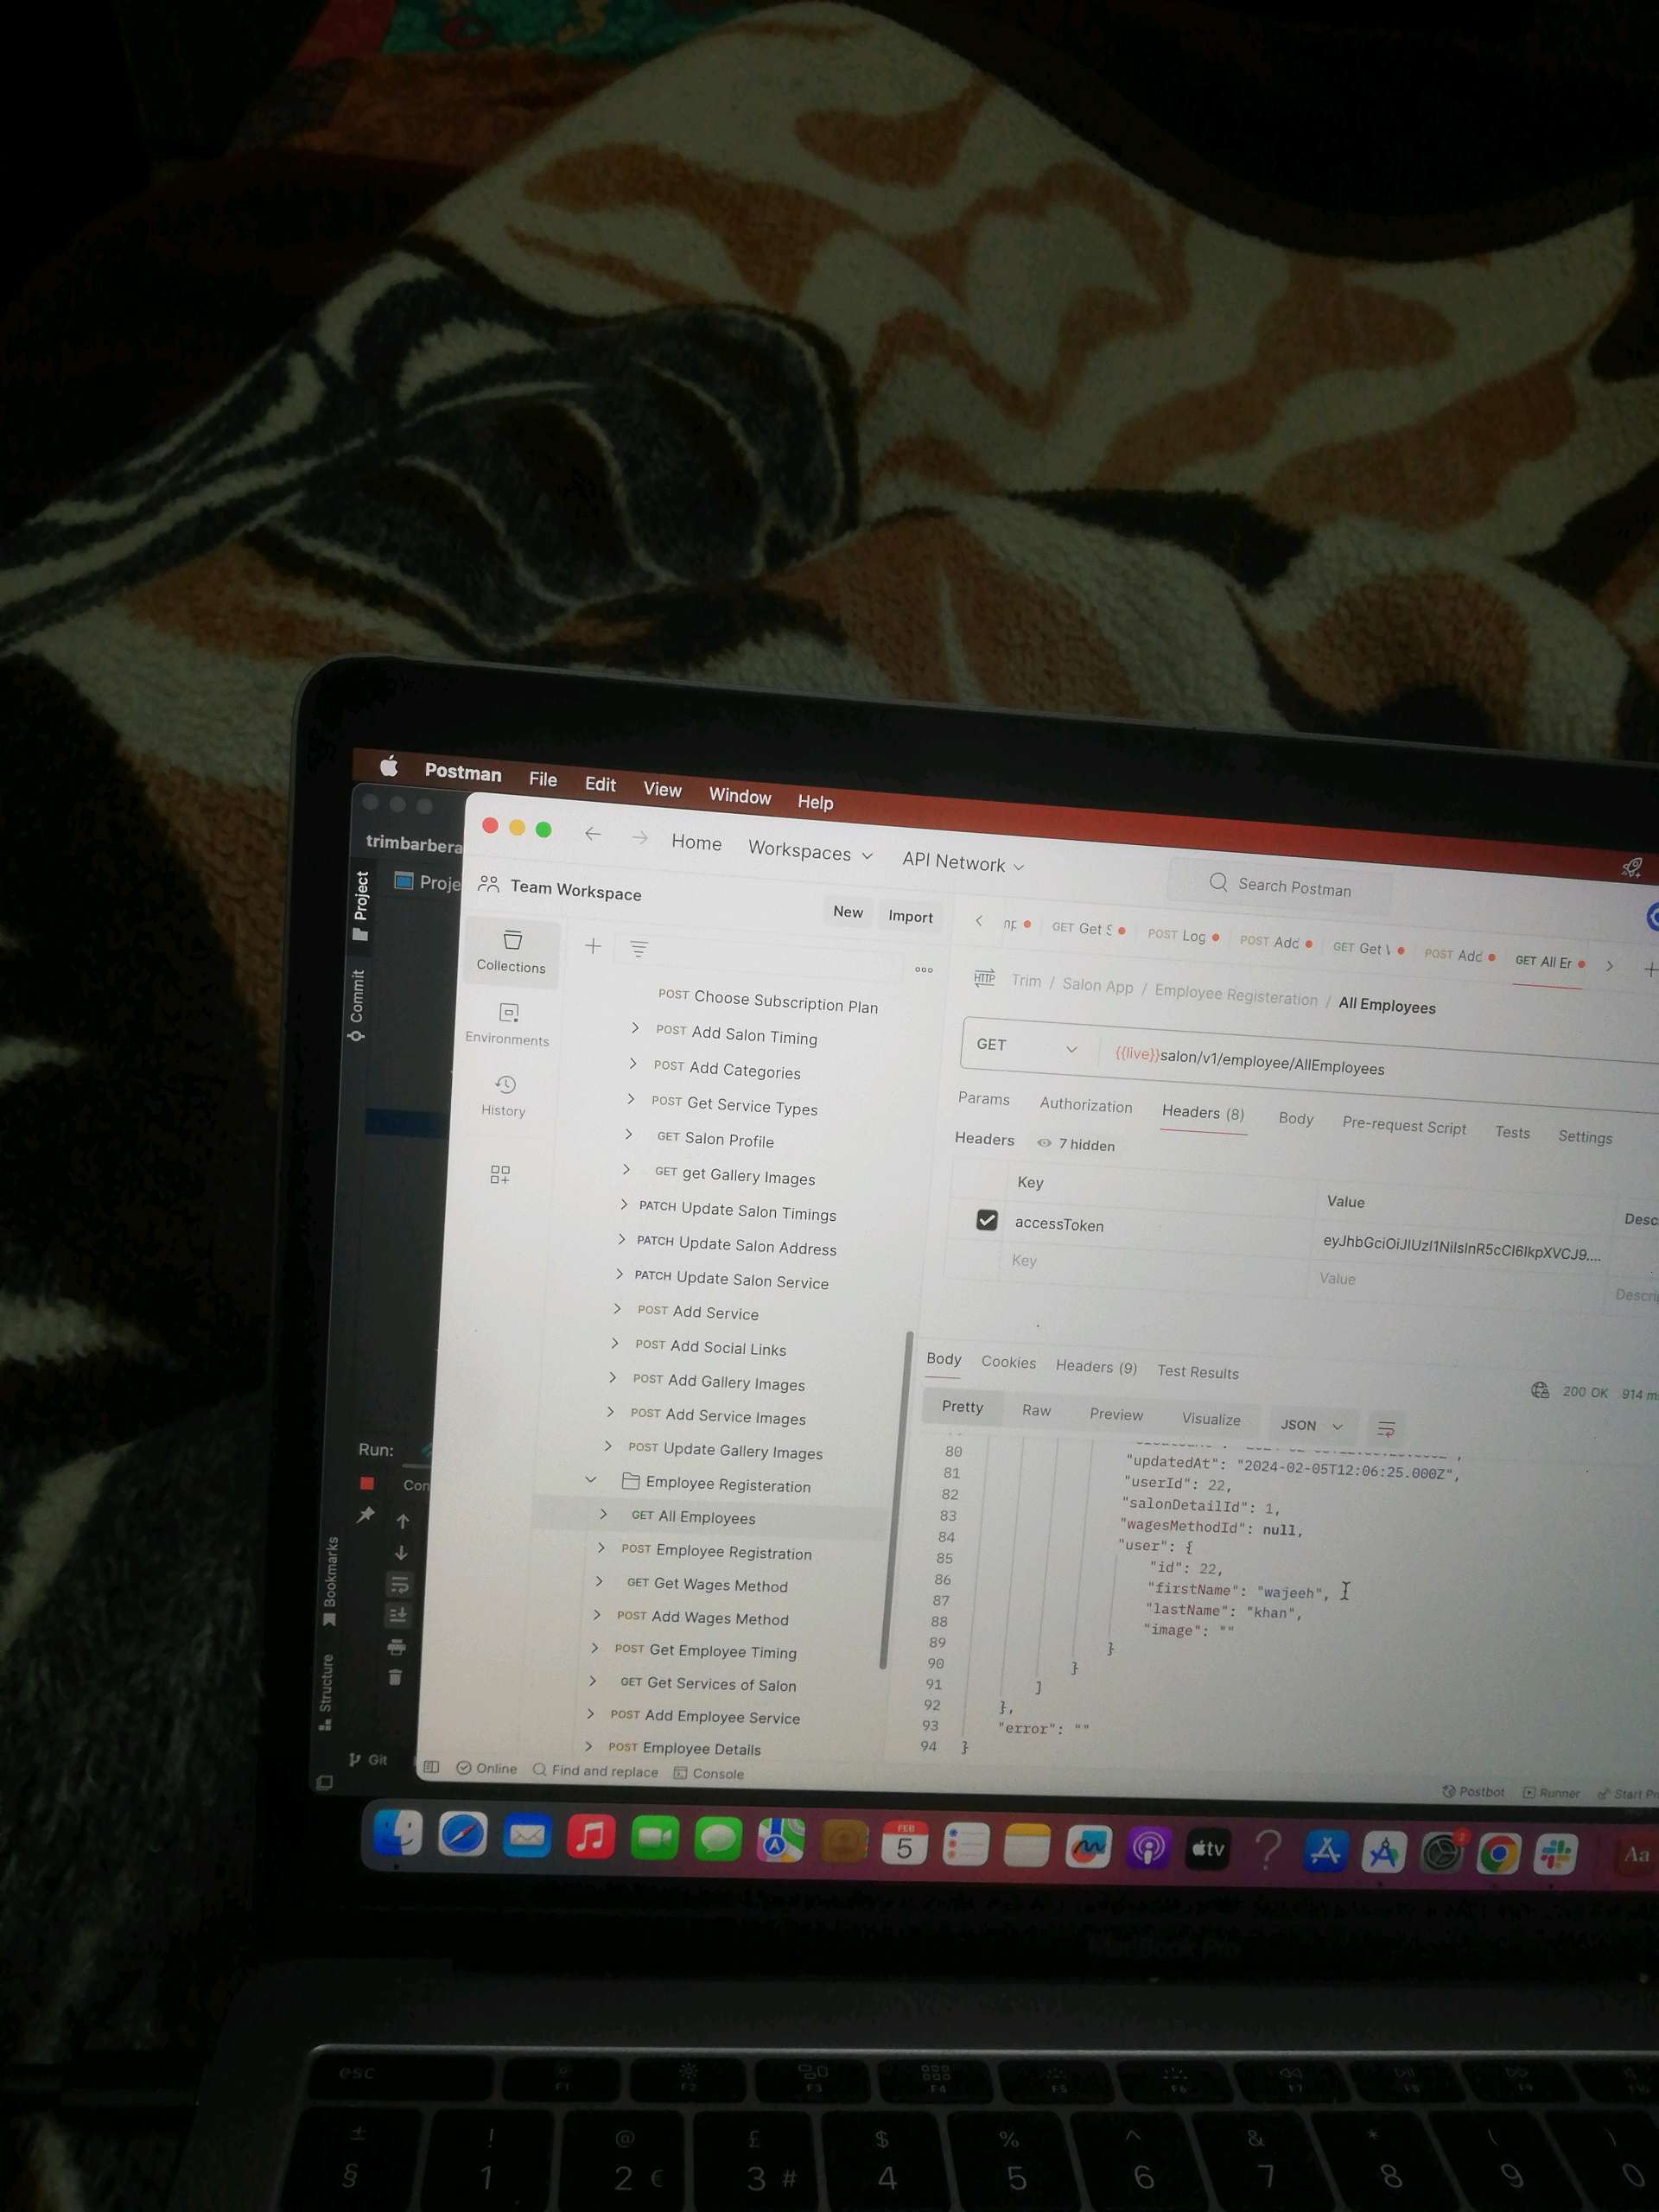 Postman File Edit View Window Help
trimbarbera
Home Workspaces API Network
Search Postman
Project
Proje
Team Workspace
New Import
GET Get S POST Log POST Add GET Get POST Add GET All Er
Collections
Trim / Salon App / Employee Registeration / All Employees
Commit
POST Choose Subscription Plan
POST Add Salon Timing
Environments
GET {{live}}salon/v1/employee/AllEmployees
POST Add Categories
History
POST Get Service Types
Params Authorization Headers (8) Body Pre-request Script Tests Settings
GET Salon Profile
Headers 7 hidden
GET get Gallery Images
Key Value Desc
PATCH Update Salon Timings
accessToken eyJhbGciOiJIUzI1NiIsInR5cCI6IkpXVCJ9....
PATCH Update Salon Address
Key Value Descri
PATCH Update Salon Service
POST Add Service
POST Add Social Links
POST Add Gallery Images
POST Add Service Images
POST Update Gallery Images
Employee Registeration
GET All Employees
POST Employee Registration
GET Get Wages Method
POST Add Wages Method
POST Get Employee Timing
GET Get Services of Salon
POST Add Employee Service
POST Employee Details
Body Cookies Headers (9) Test Results
200 OK 914 m
Pretty Raw Preview Visualize JSON
80
81 "updatedAt": "2024-02-05T12:06:25.000Z",
82 "userId": 22,
83 "salonDetailId": 1,
84 "wagesMethodId": null,
85 "user": {
86 "id": 22,
87 "firstName": "wajeeh",
88 "lastName": "khan",
89 "image": ""
90 }
91 }
92 ]
93 },
94 "error": ""
}
Run:
Con
Bookmarks
Structure
Git
Online Find and replace Console
Postbot Runner Start Pr
FEB
5
tv
2
Aa
MacBook Pro
esc F1 F2 F3 F4 F5 F6 F7 F8 F9 F10
± ! @ £ $ % ^ & * ( )
§ 1 2 € 3 # 4 5 6 7 8 9 0